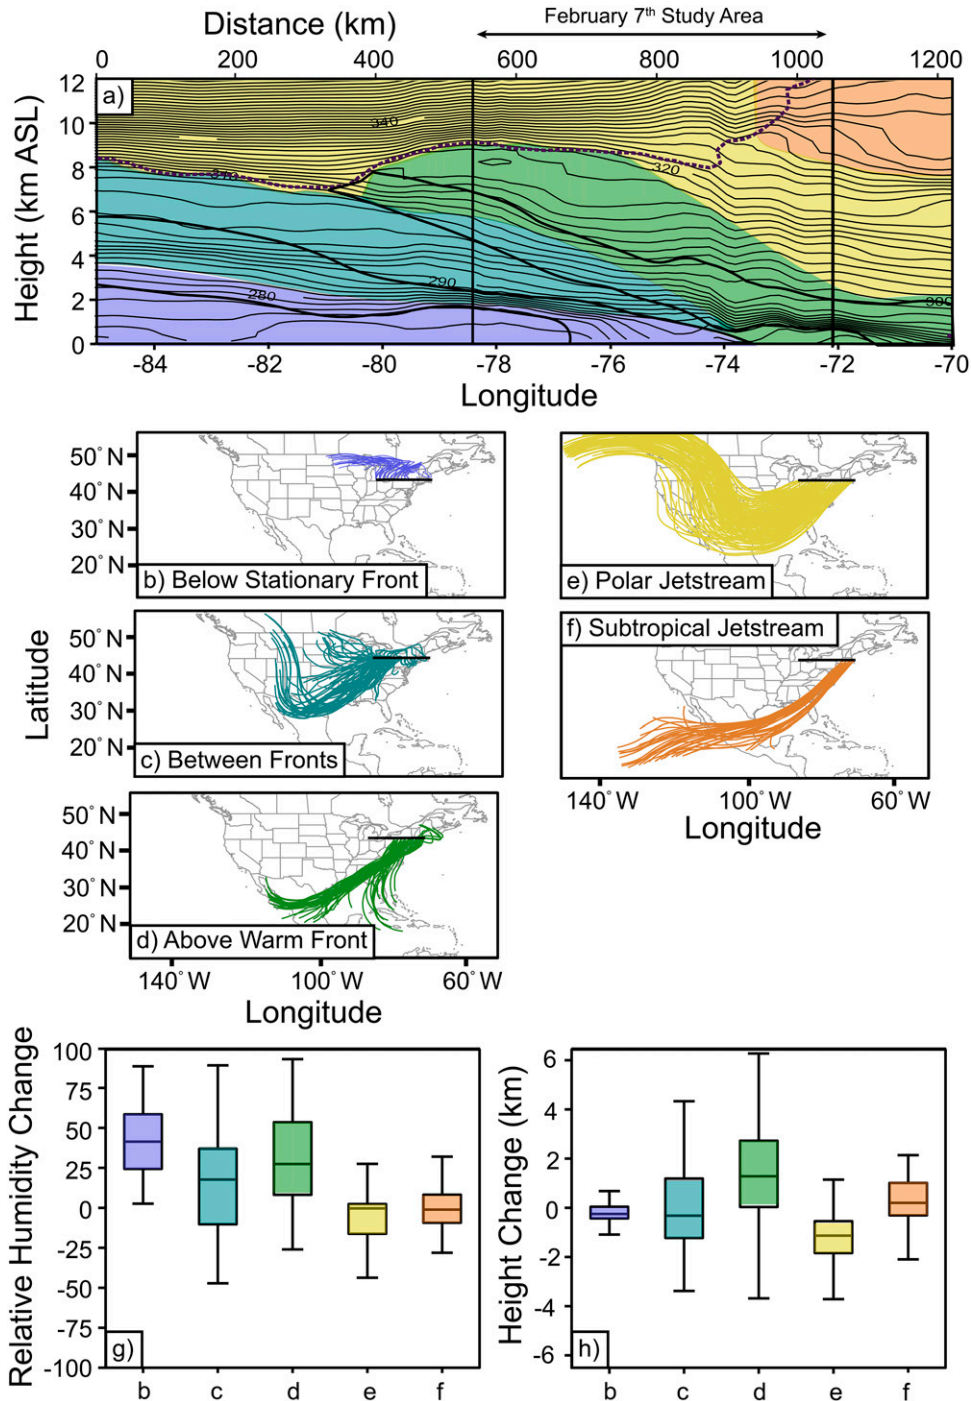 Distance (km)
February 7th Study Area
0 200 400 600 800 1000 1200
a)
12
10
8
6
4
2
0
Height (km ASL)
340
310
320
290
280
300
-84 -82 -80 -78 -76 -74 -72 -70
Longitude
50°N
40°N
30°N
20°N
b) Below Stationary Front
e) Polar Jetstream
50°N
40°N
30°N
20°N
c) Between Fronts
f) Subtropical Jetstream
Latitude
140°W 100°W 60°W
Longitude
50°N
40°N
30°N
20°N
d) Above Warm Front
140°W 100°W 60°W
Longitude
Relative Humidity Change
100
75
50
25
0
-25
-50
-75
-100
g)
b c d e f
Height Change (km)
6
4
2
0
-2
-4
-6
h)
b c d e f